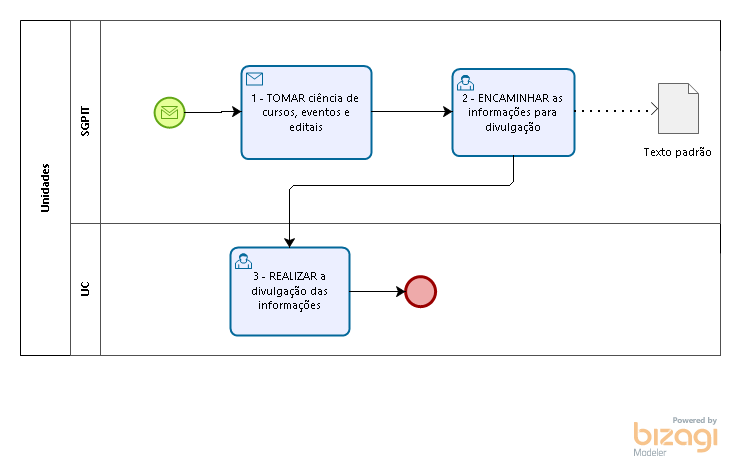 Unidades
SGPIT
1 - TOMAR ciência de
cursos, eventos e
editais
2 - ENCAMINHAR as
informações para
divulgação
Texto padrão
UC
3 - REALIZAR a
divulgação das
informações
Powered by
bizagi
Modeler